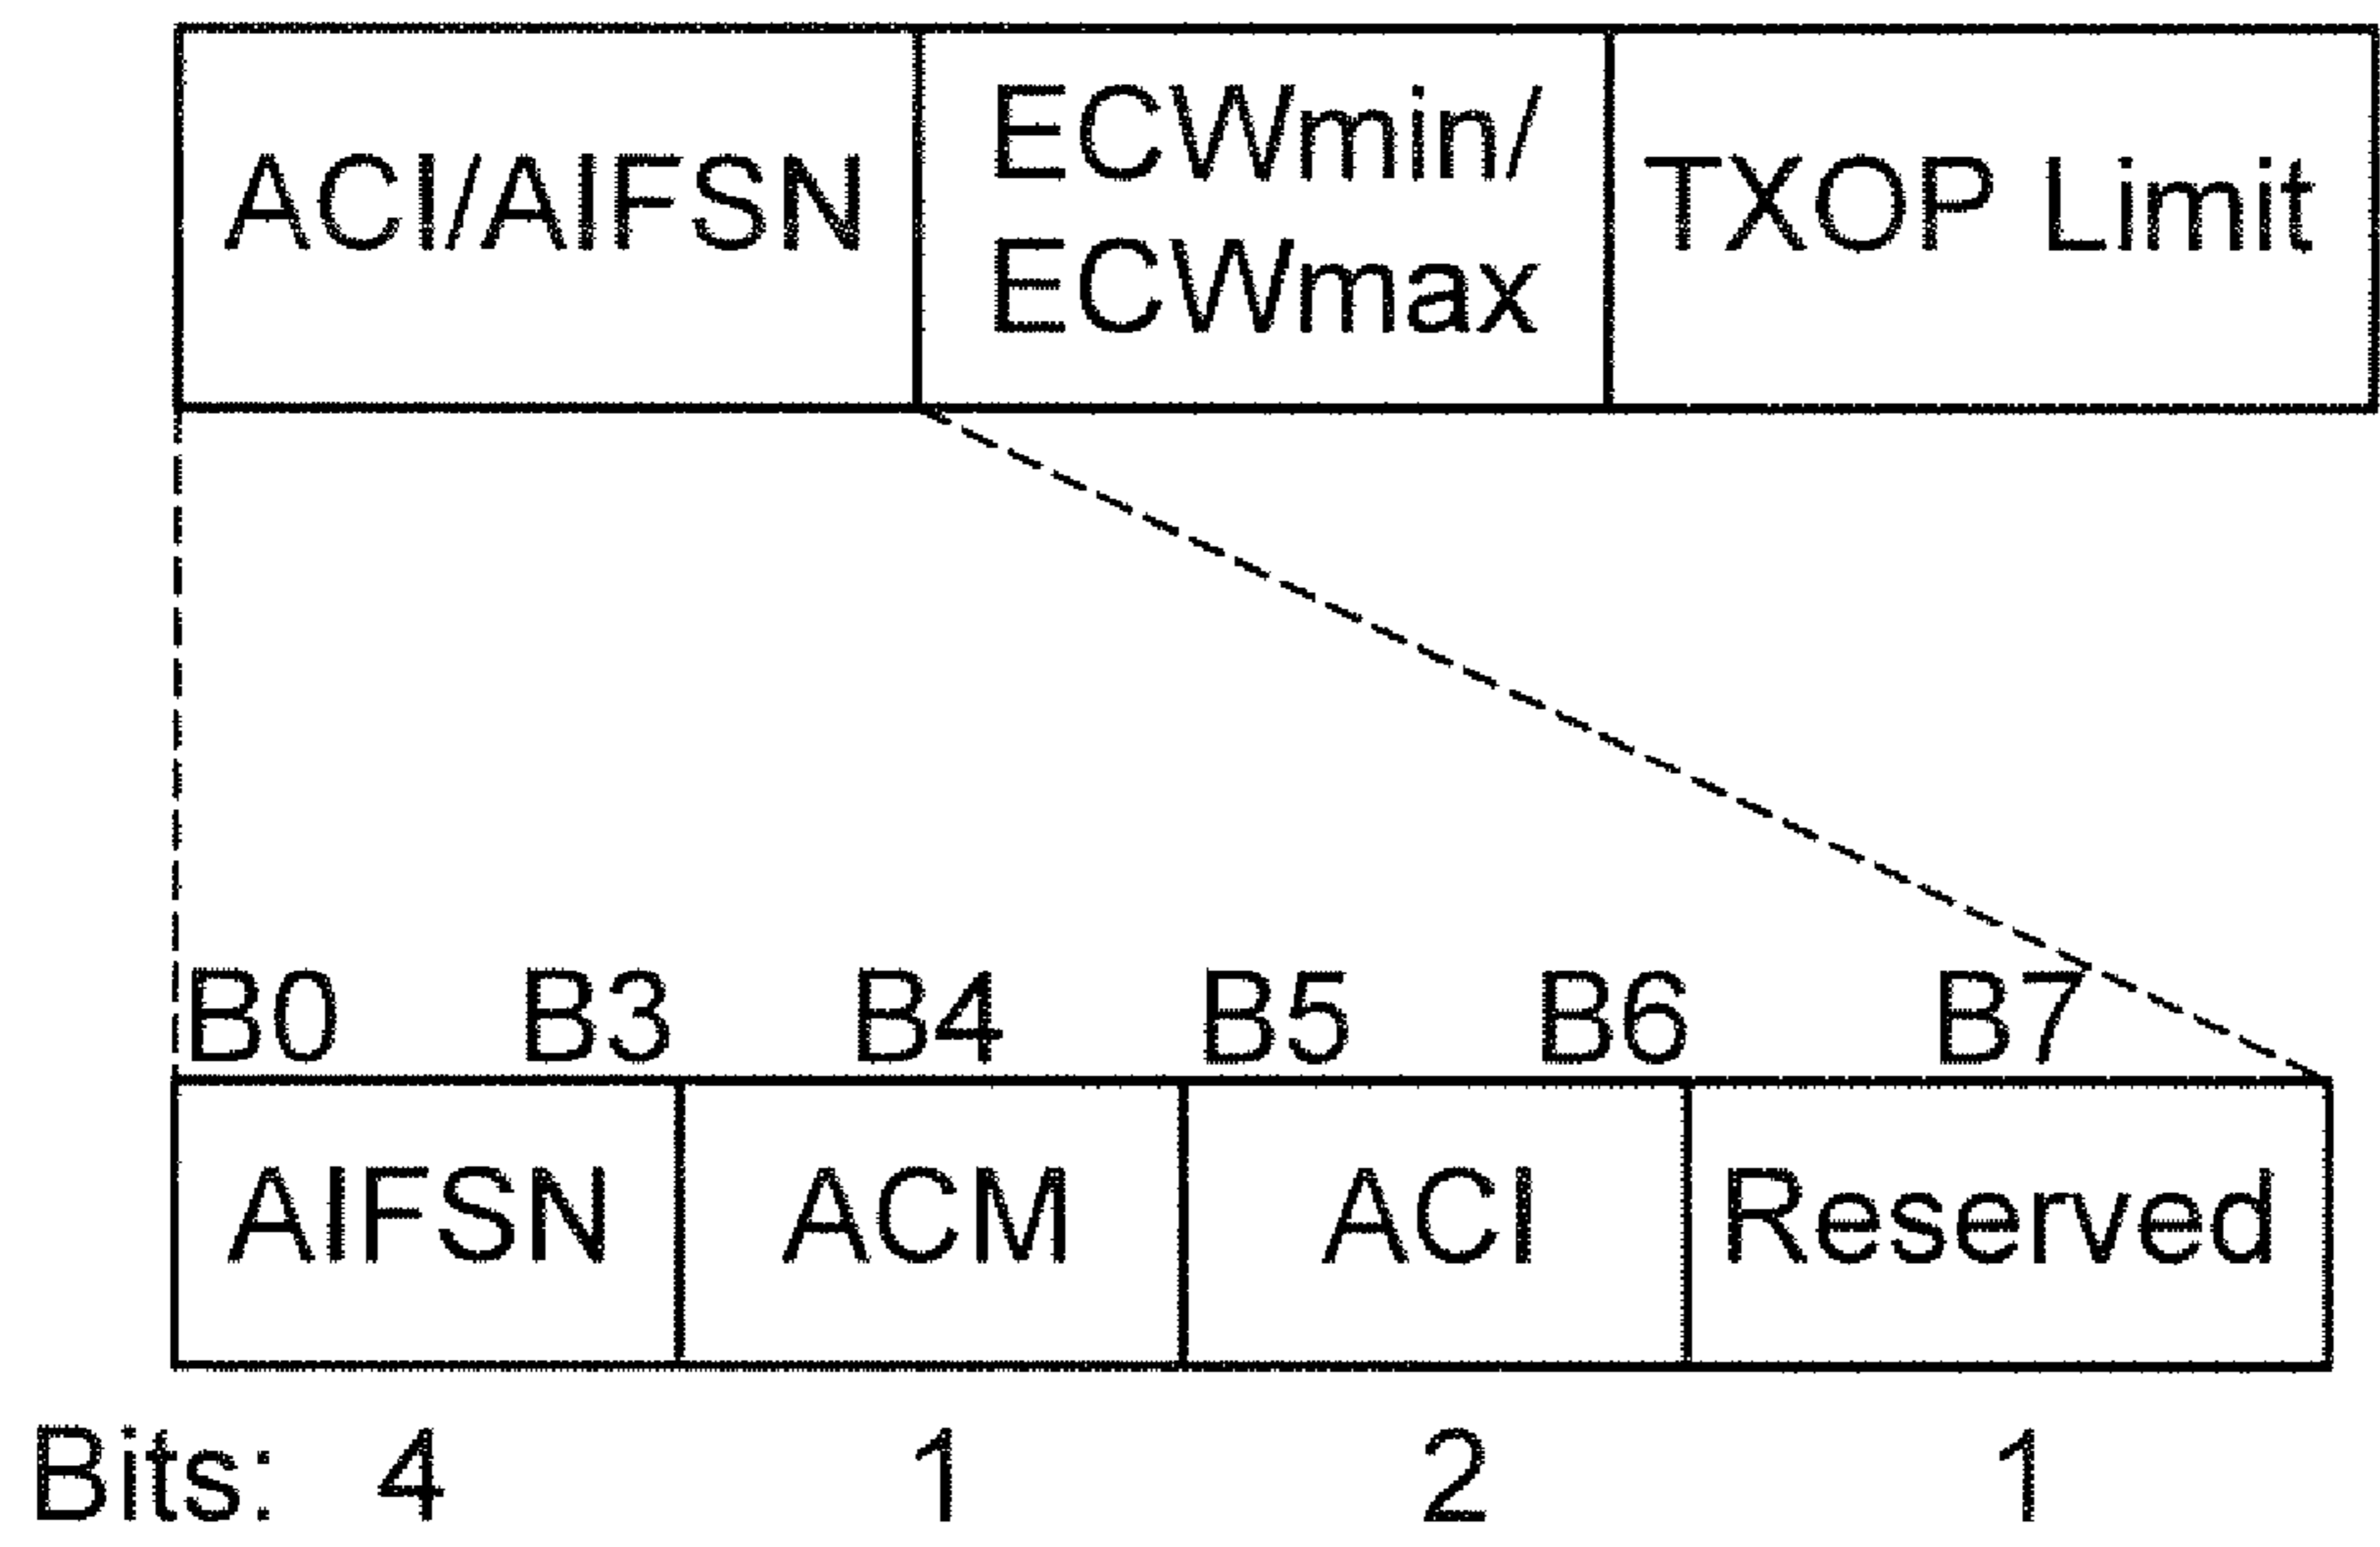 ACI/AIFSN ECWmin/ TXOP Limit
ECWmax
B0 B3 B4 B5 B6 B7
AIFSN ACM ACI Reserved
Bits: 4 1 2 1